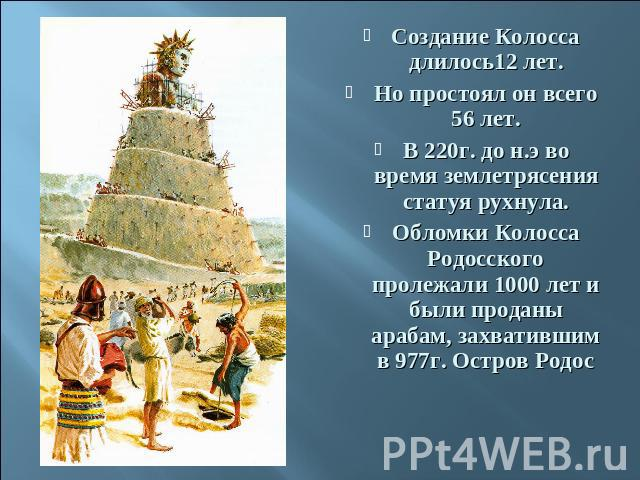 Создание Колосса
длилось12 лет.
Но простоял он всего
56 лет.
В 220г. до н.э во
время землетрясения
статуя рухнула.
Обломки Колосса
Родосского
пролежали 1000 лет и
были проданы
арабам, захватившим
в 977г. Остров Родос
PPt4WEB.ru